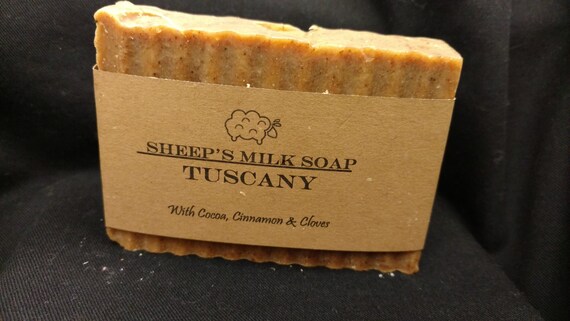 SHEEP'S MILK SOAP
TUSCANY
With Cocoa, Cinnamon & Cloves